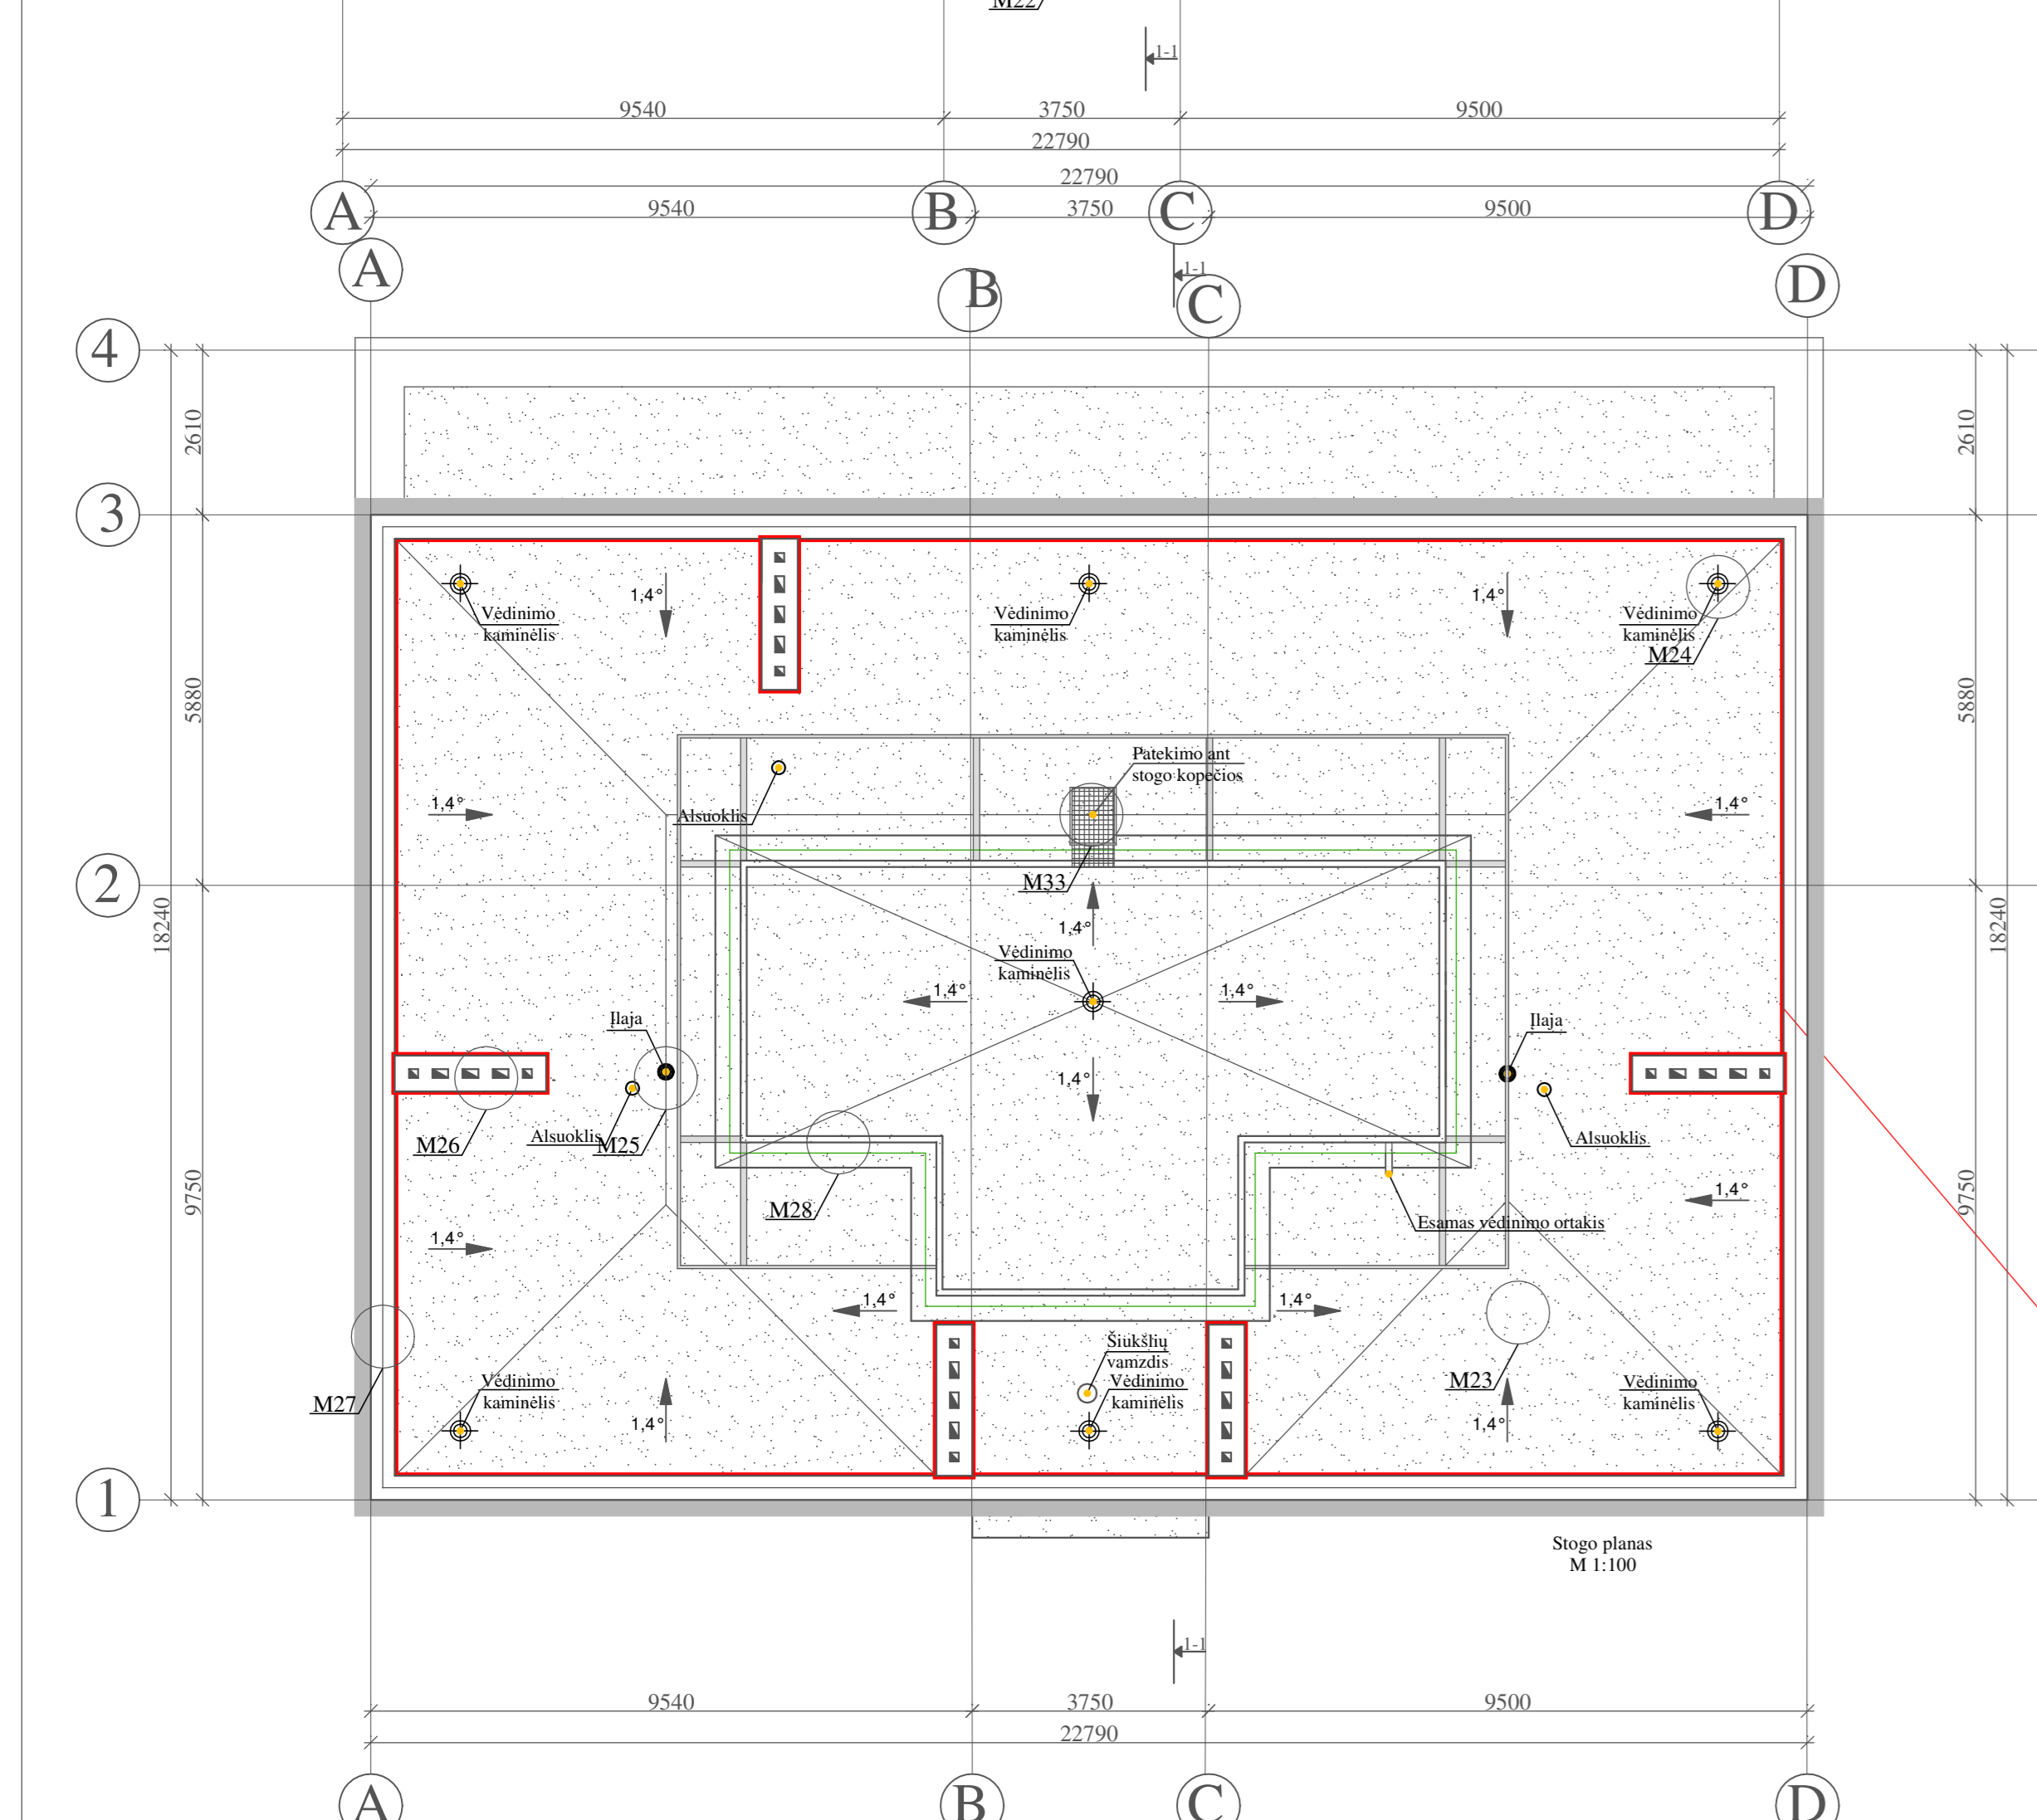 M22
1-1
9540
3750
9500
22790
22790
A
9540
B
3750
C
9500
D
A
B
1-1
C
D
4
2610
2610
3
Vėdinimo
kaminėlis
1,4°
Vėdinimo
kaminėlis
1,4°
Vėdinimo
kaminėlis
M24
5880
5880
Patekimo ant
stogo kopečios
1,4°
Alsuoklis
1,4°
2
M33
18240
18240
1,4°
Vėdinimo
kaminėlis
1,4°
1,4°
Įlaja
Įlaja
1,4°
M26
Alsuoklis
M25
Alsuoklis
9750
9750
1,4°
M28
Esamas vėdinimo ortakis
1,4°
1,4°
1,4°
Šiukšlių
vamzdis
M27
Vėdinimo
kaminėlis
1,4°
Vėdinimo
kaminėlis
M23
1,4°
Vėdinimo
kaminėlis
1
Stogo planas
M 1:100
1-1
9540
3750
9500
22790
A
B
C
D